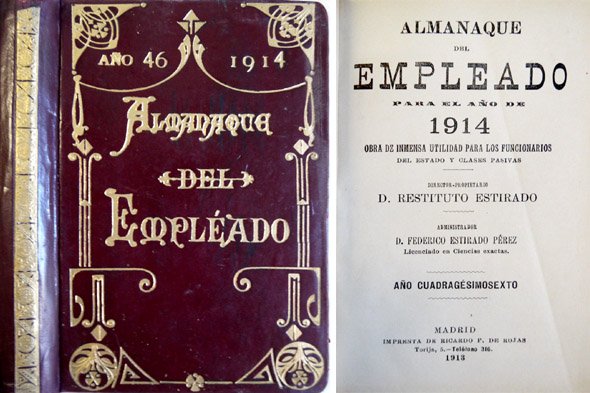 AÑO 46 1914
ALMANAQUE
DEL
EMPLÉADO
ALMANAQUE
DEL
EMPLEADO
PARA EL AÑO DE
1914
OBRA DE INMENSA UTILIDAD PARA LOS FUNCIONARIOS
DEL ESTADO Y CLASES PASIVAS
DIRECTOR-PROPIETARIO
D. RESTITUTO ESTIRADO
ADMINISTRADOR
D. FEDERICO ESTIRADO PÉREZ
Licenciado en Ciencias exactas.
AÑO CUADRAGÉSIMOSEXTO
MADRID
IMPRESTA DE RICARDO F. DE ROJAS
Torija, 5.—Teléfono 316.
1913